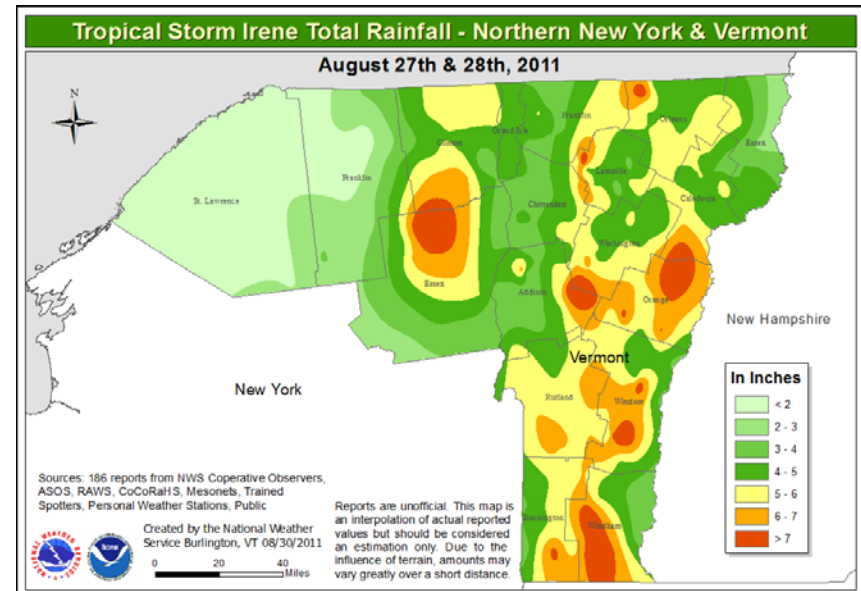 Tropical Storm Irene Total Rainfall - Northern New York & Vermont
August 27th & 28th, 2011
N
Franklin
Orleans
Clinton
Grand Isle
Essex
Lamoille
Franklin
St. Lawrence
Chittenden
Caledonia
Washington
Essex
Addison
Orange
New Hampshire
Vermont
New York
Rutland
Windsor
In Inches
< 2
2 - 3
3 - 4
4 - 5
5 - 6
6 - 7
> 7
Sources: 186 reports from NWS Coperative Observers,
ASOS, RAWS, CoCoRaHS, Mesonets, Trained
Spotters, Personal Weather Stations, Public
Reports are unofficial. This map is
an interpolation of actual reported
values but should be considered
an estimation only. Due to the
influence of terrain, amounts may
vary greatly over a short distance.
Bennington
Windham
Created by the National Weather
Service Burlington, VT 08/30/2011
0 20 40
Miles
NATIONAL WEATHER SERVICE
noaa